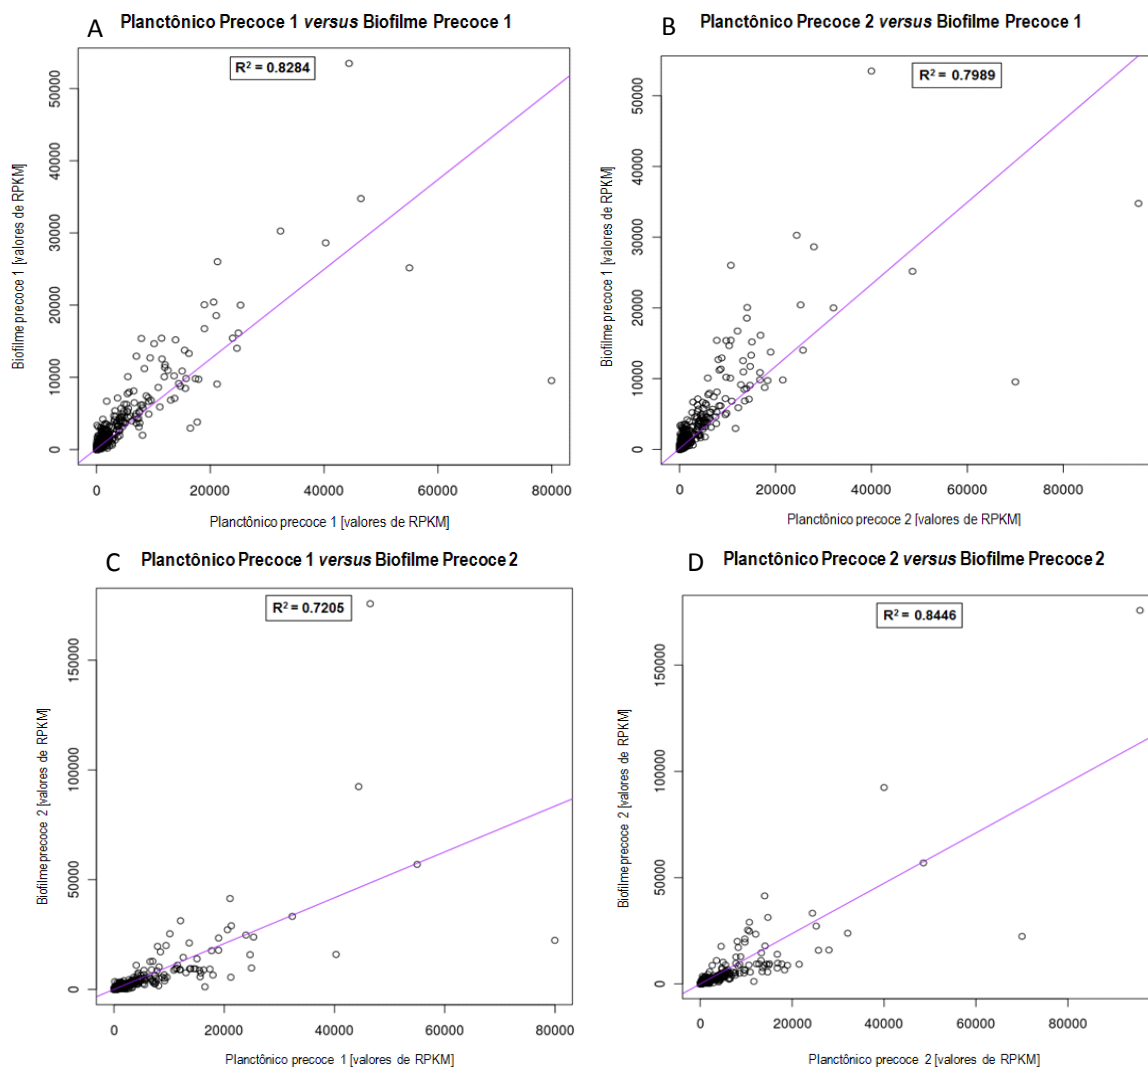 A Planctônico Precoce 1 versus Biofilme Precoce 1
R² = 0.8284
50000
40000
30000
20000
10000
0
Biofilme precoce 1 [valores de RPKM]
0 20000 40000 60000 80000
Planctônico precoce 1 [valores de RPKM]
B Planctônico Precoce 2 versus Biofilme Precoce 1
R² = 0.7989
50000
40000
30000
20000
10000
0
Biofilme precoce 1 [valores de RPKM]
0 20000 40000 60000 80000
Planctônico precoce 2 [valores de RPKM]
C Planctônico Precoce 1 versus Biofilme Precoce 2
R² = 0.7205
150000
100000
50000
0
Biofilme precoce 2 [valores de RPKM]
0 20000 40000 60000 80000
Planctônico precoce 1 [valores de RPKM]
D Planctônico Precoce 2 versus Biofilme Precoce 2
R² = 0.8446
150000
100000
50000
0
Biofilme precoce 2 [valores de RPKM]
0 20000 40000 60000 80000
Planctônico precoce 2 [valores de RPKM]